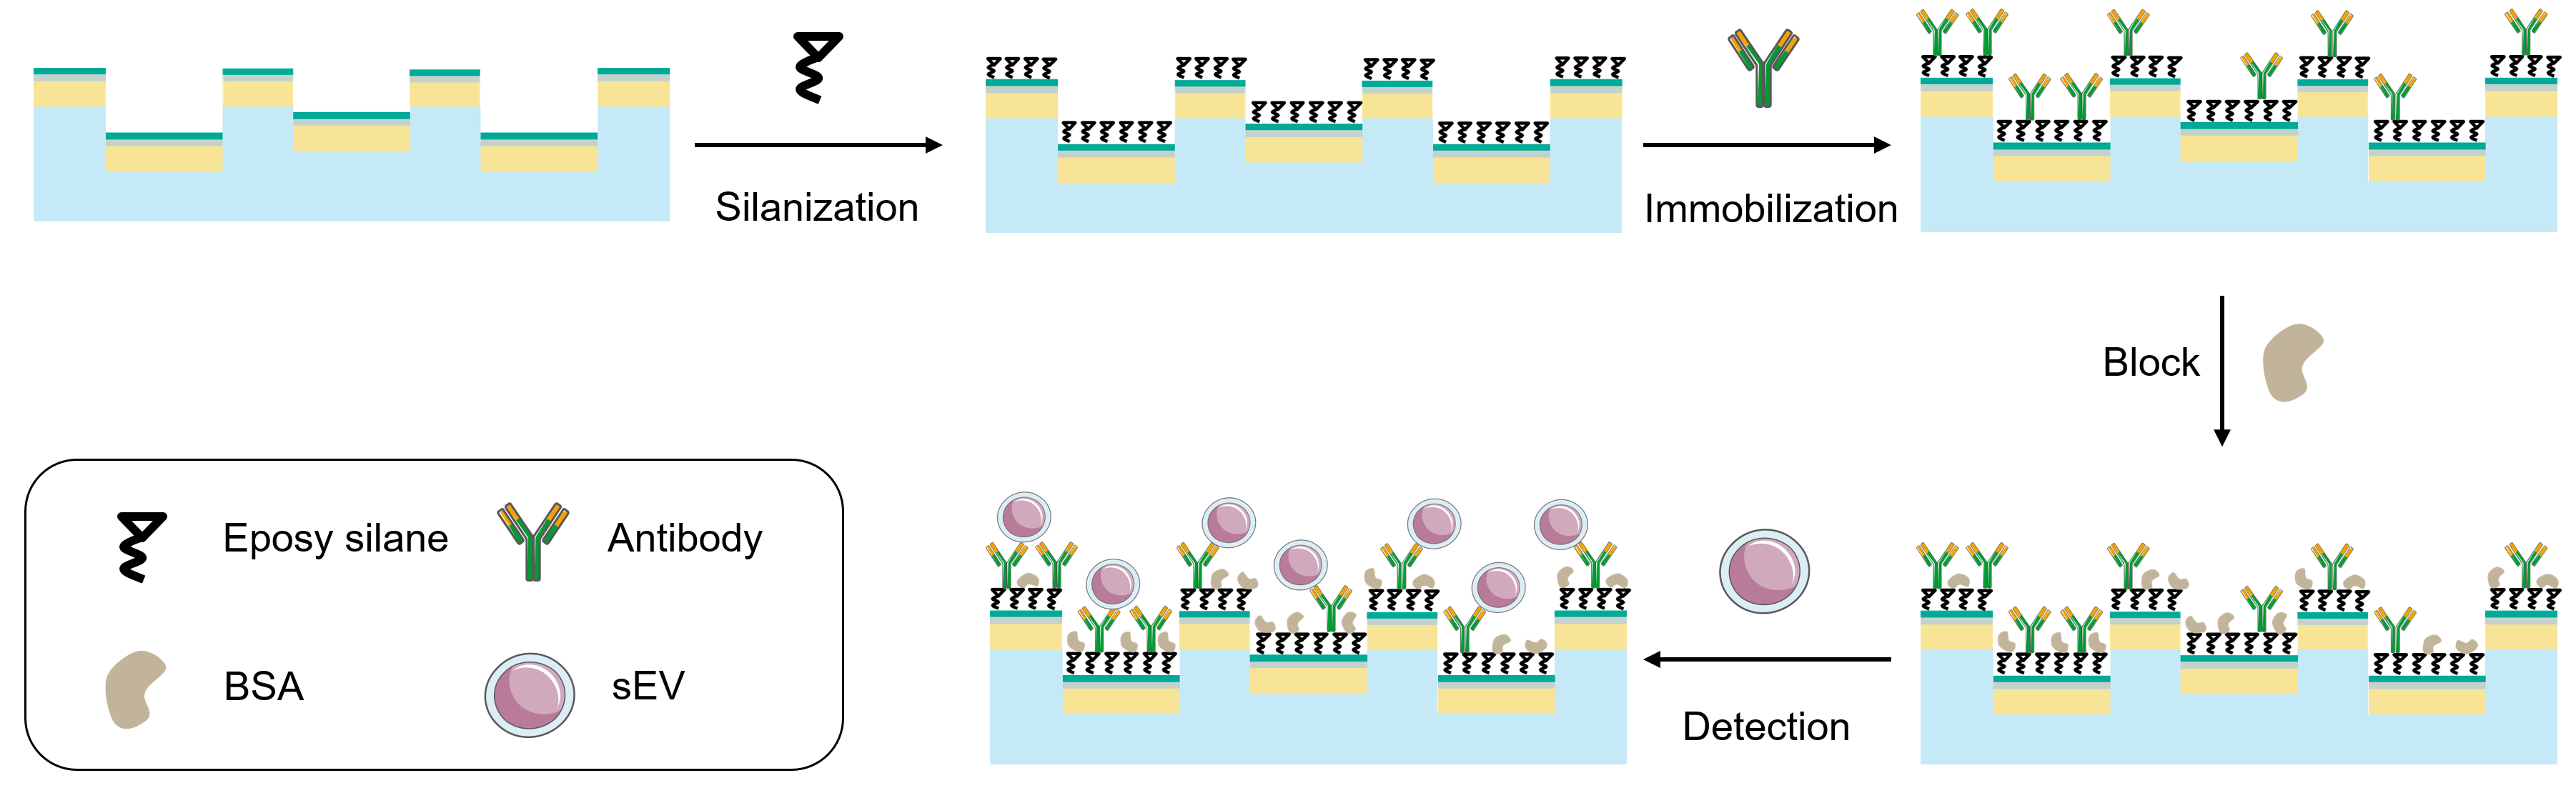 Silanization
Immobilization
Block
Detection
Eposy silane
Antibody
BSA
sEV